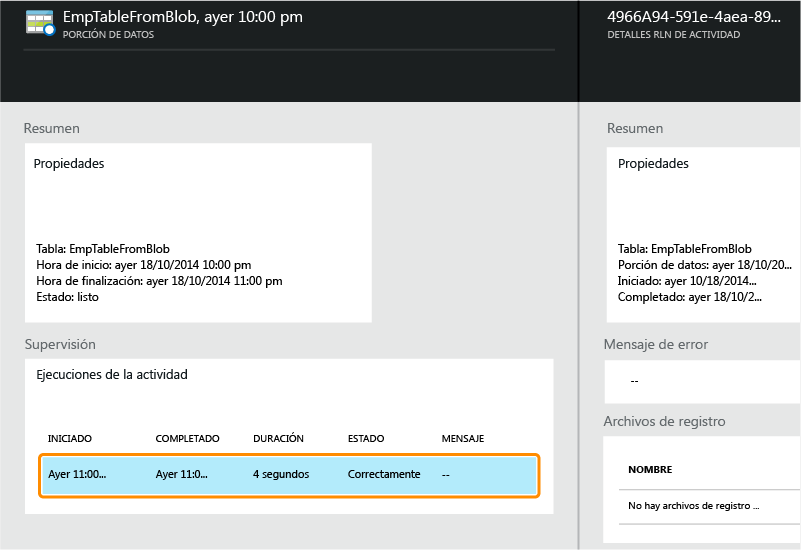 EmpTableFromBlob, ayer 10:00 pm
PORCIÓN DE DATOS
Resumen
Propiedades
Tabla: EmpTableFromBlob
Hora de inicio: ayer 18/10/2014 10:00 pm
Hora de finalización: ayer 18/10/2014 11:00 pm
Estado: listo
Supervisión
Ejecuciones de la actividad
INICIADO COMPLETADO DURACIÓN ESTADO MENSAJE
Ayer 11:00... Ayer 11:0... 4 segundos Correctamente --
4966A94-591e-4aea-89...
DETALLES RLN DE ACTIVIDAD
Resumen
Propiedades
Tabla: EmpTableFromBlob
Porción de datos: ayer 18/10/20...
Iniciado: ayer 10/18/2014...
Completado: ayer 18/10/2...
Mensaje de error
--
Archivos de registro
NOMBRE
No hay archivos de registro ...